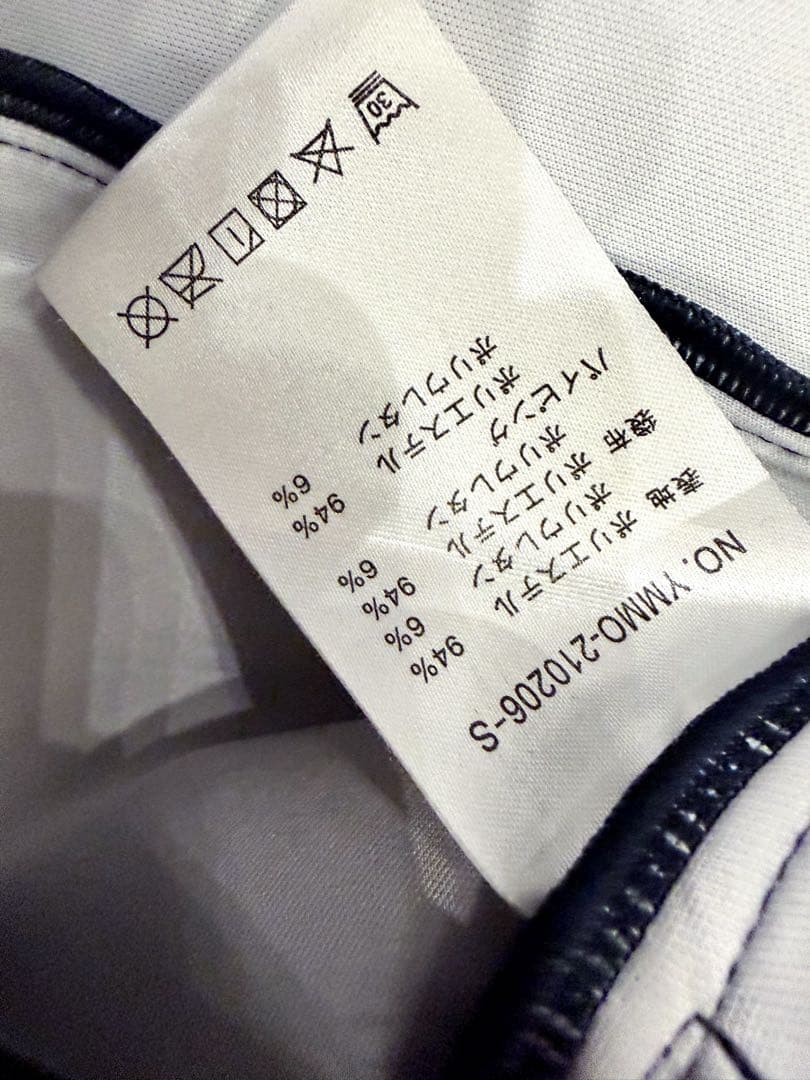 NO. YMMO-210206-S
表地
ポリエステル 94%
ポリウレタン 6%
袋布
ポリエステル 94%
ポリウレタン 6%
パイピング
ポリエステル 94%
ポリウレタン 6%
30